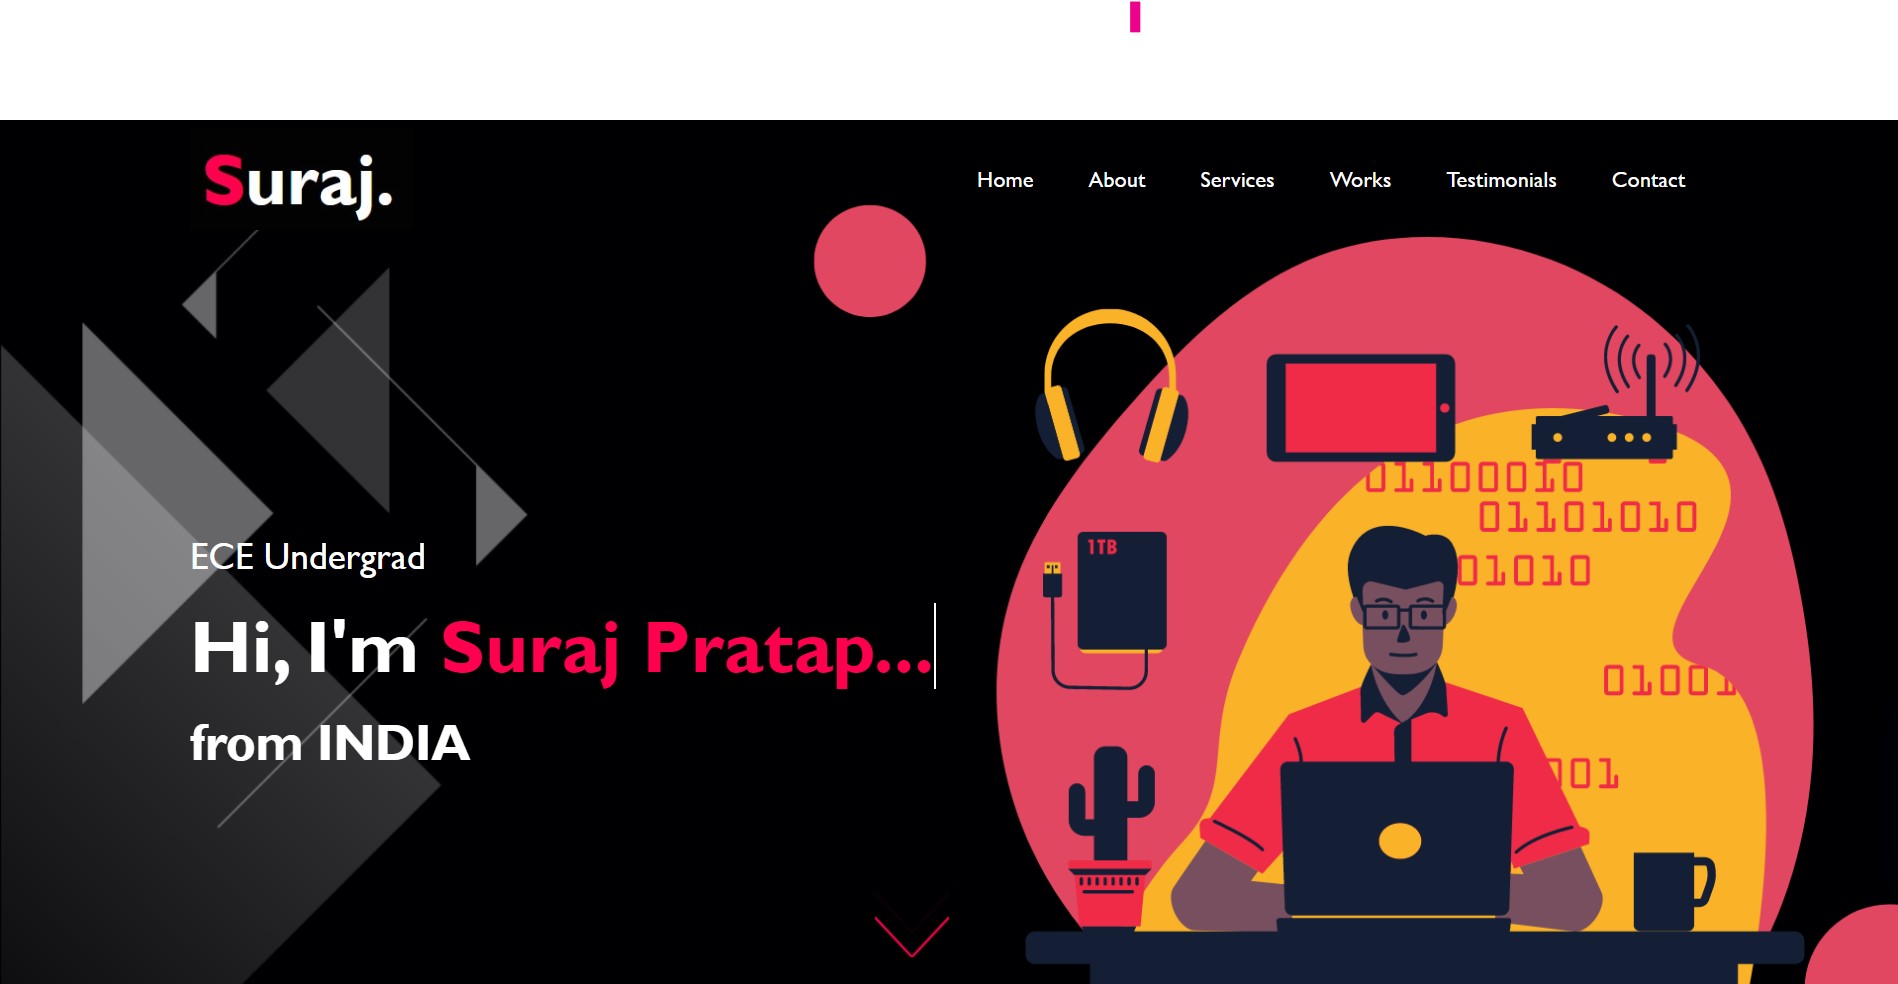 Suraj.
Home About Services Works Testimonials Contact
01100010
01101010
01010
1TB
ECE Undergrad
Hi, I'm Suraj Pratap...
01001
from INDIA
001